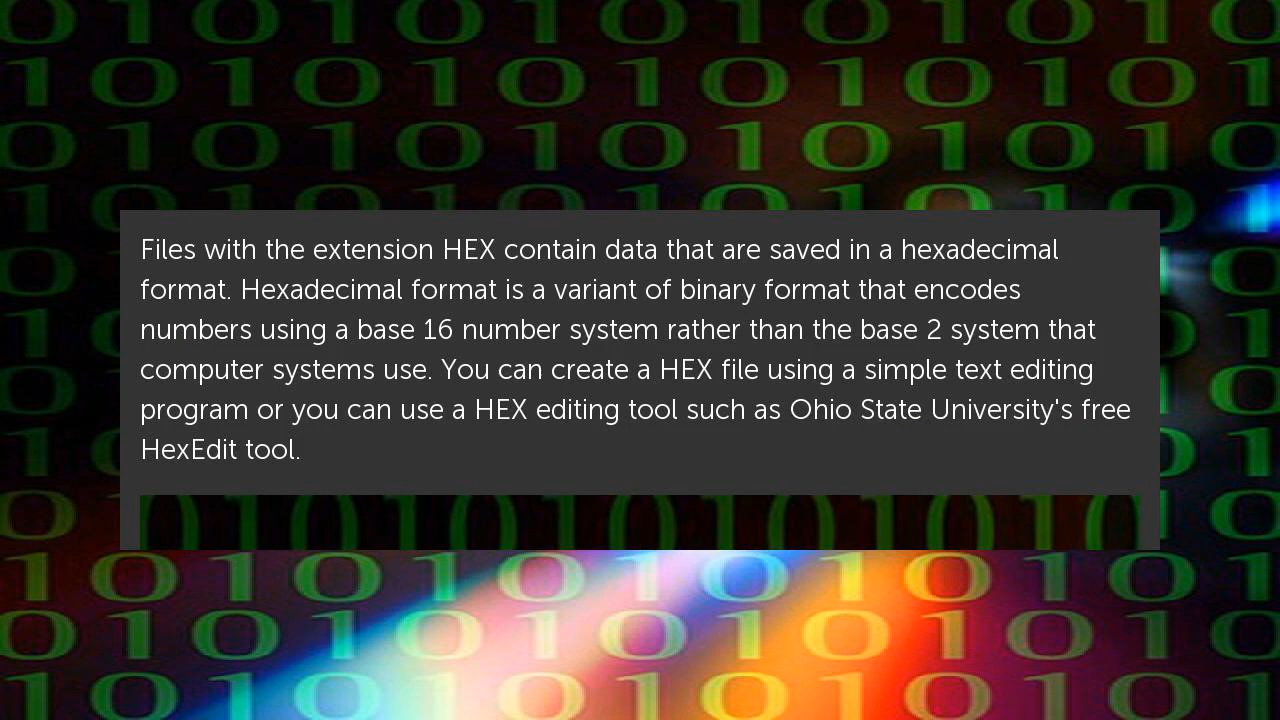 Files with the extension HEX contain data that are saved in a hexadecimal
format. Hexadecimal format is a variant of binary format that encodes
numbers using a base 16 number system rather than the base 2 system that
computer systems use. You can create a HEX file using a simple text editing
program or you can use a HEX editing tool such as Ohio State University's free
HexEdit tool.